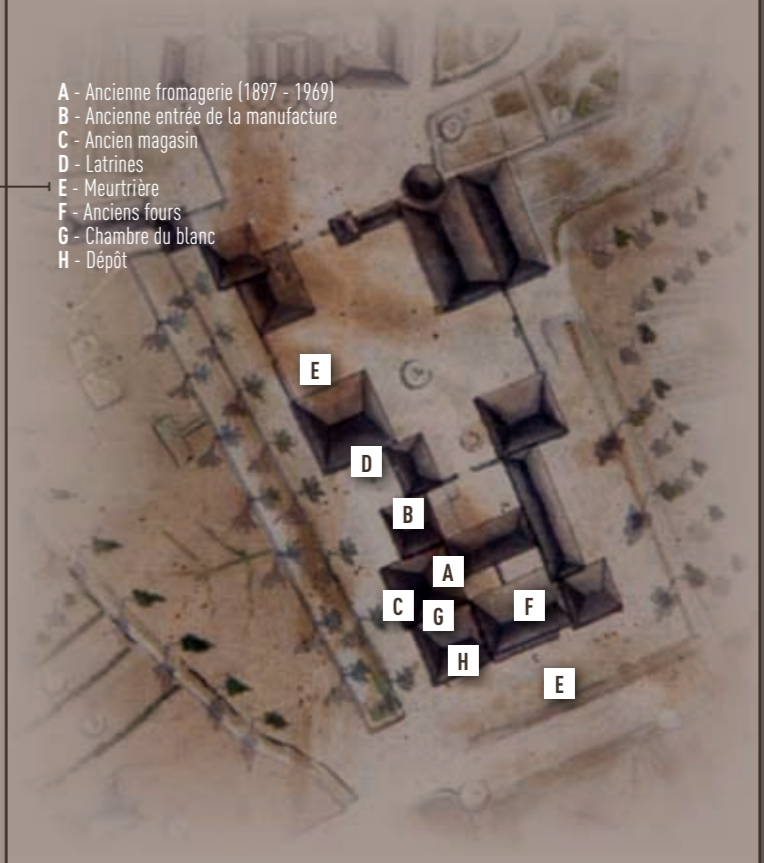 A - Ancienne fromagerie (1897 - 1969)
B - Ancienne entrée de la manufacture
C - Ancien magasin
D - Latrines
E - Meurtrière
F - Anciens fours
G - Chambre du blanc
H - Dépôt
E
D
B
A
C
G
F
H
E